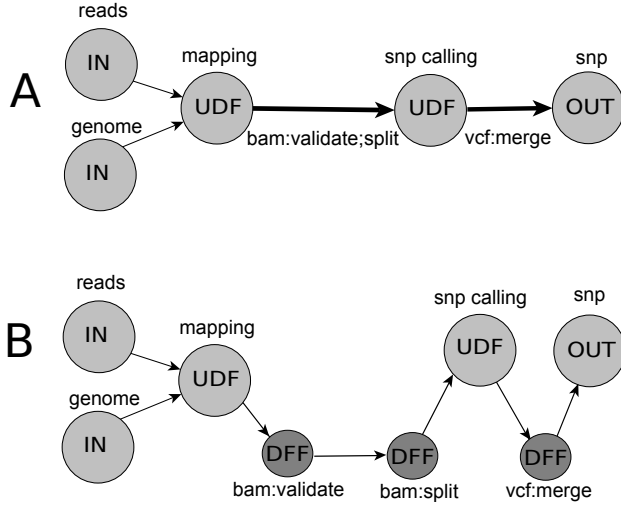 reads
IN
A
genome
IN
mapping
UDF
bam:validate;split
snp calling
UDF
vcf:merge
snp
OUT
B
reads
IN
genome
IN
mapping
UDF
DFF
bam:validate
DFF
bam:split
snp calling
UDF
DFF
vcf:merge
snp
OUT